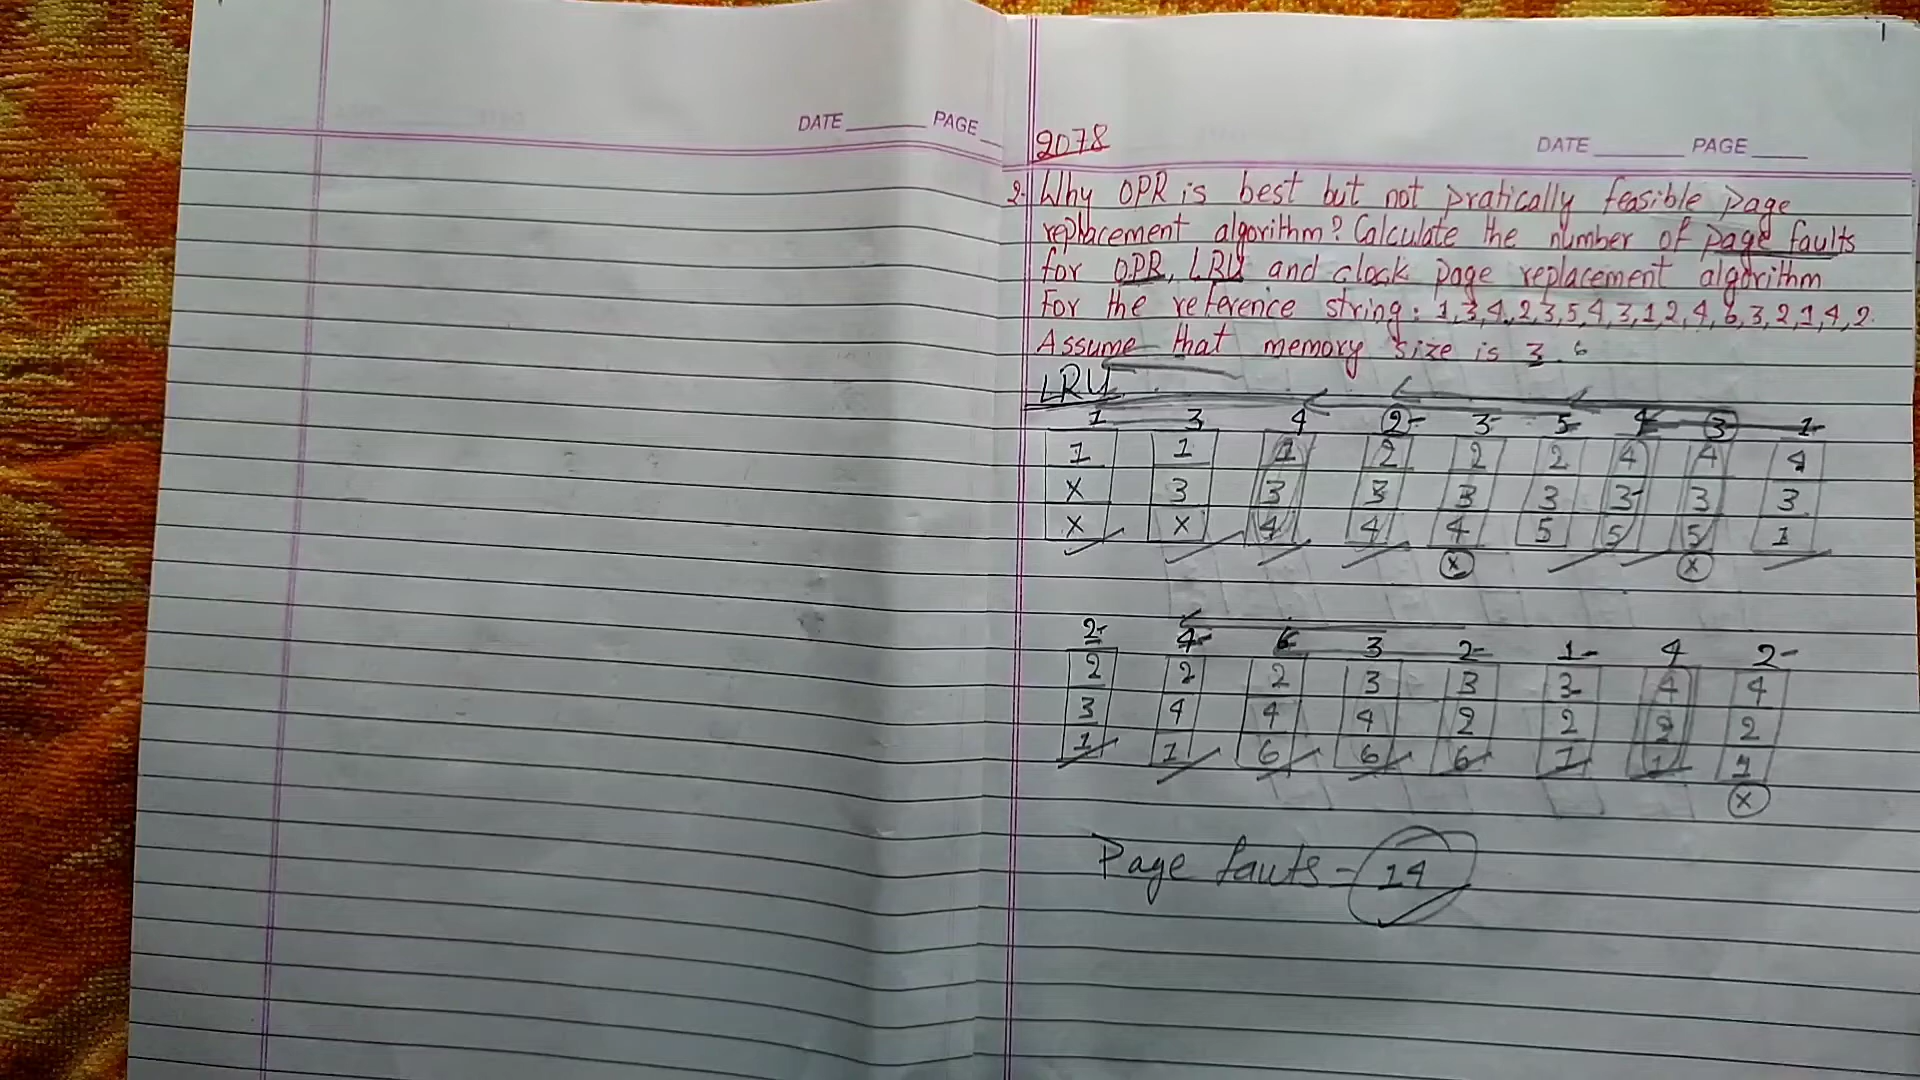 DATE PAGE
DATE PAGE
2078
2. Why OPR is best but not pratically feasible page
replacement algorithm? Calculate the number of page faults
for OPR, LRU and clock page replacement algorithm
For the reference string: 1,3,4,2,3,5,4,3,1,2,4,6,3,2,1,4,2.
Assume that memory size is 3.
LRU
1 3 4 2 3 5 4 3 1
1 1 1 2 2 2 4 4 4
x 3 3 3 3 3 3 3 3
x x 4 4 4 5 5 5 1
x x
2 4 6 3 2 1 4 2
2 2 2 3 3 3 4 4
3 4 4 4 2 2 2 2
1 1 6 6 6 1 1 1
x
Page fauts - 14